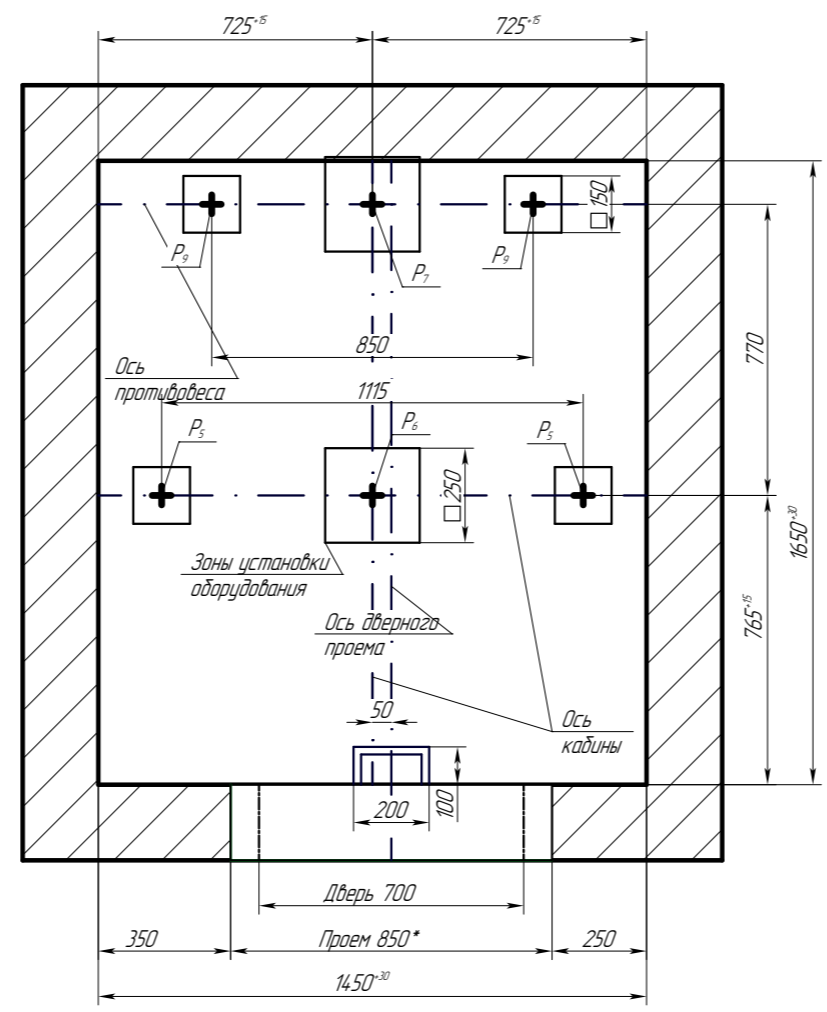 725⁺¹⁵ 725⁺¹⁵
□ 150
P₉ P₇ P₉
850
770
Ось
противовеса
1115
P₅ P₆ P₅
□ 250
1650⁺³⁰
Зоны установки
оборудования
Ось дверного
проема
765⁺¹⁵
50
Ось
кабины
200
100
Дверь 700
350 Проем 850* 250
1450⁺³⁰